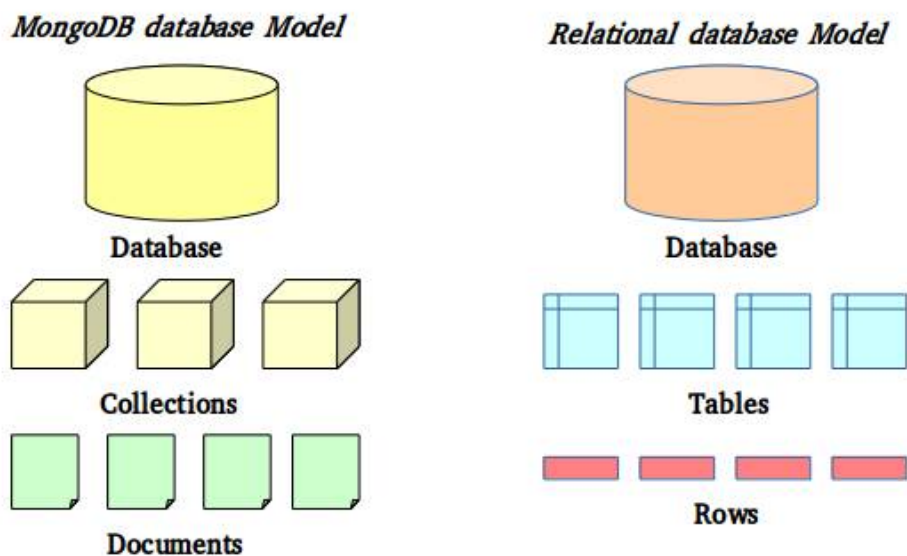 MongoDB database Model
Relational database Model
Database
Database
Collections
Tables
Documents
Rows